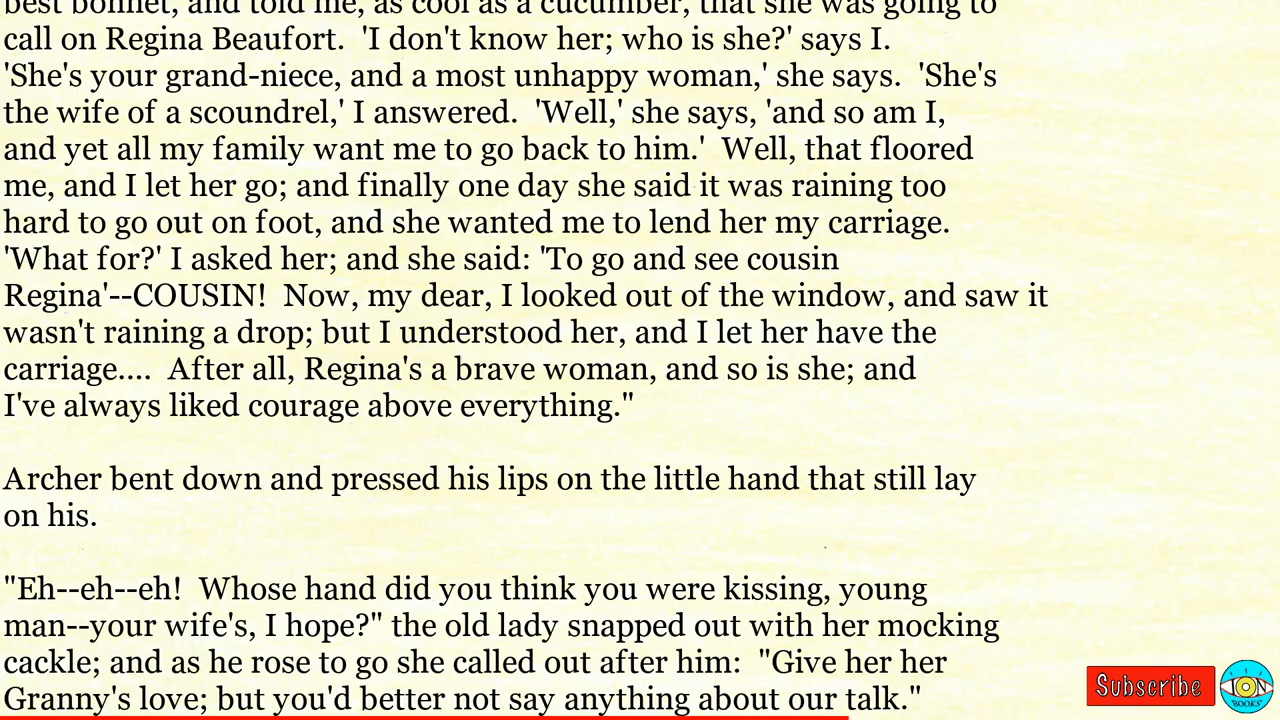 best bonnet, and told me, as cool as a cucumber, that she was going to
call on Regina Beaufort.  'I don't know her; who is she?' says I.
'She's your grand-niece, and a most unhappy woman,' she says.  'She's
the wife of a scoundrel,' I answered.  'Well,' she says, 'and so am I,
and yet all my family want me to go back to him.'  Well, that floored
me, and I let her go; and finally one day she said it was raining too
hard to go out on foot, and she wanted me to lend her my carriage.
'What for?' I asked her; and she said: 'To go and see cousin
Regina'--COUSIN!  Now, my dear, I looked out of the window, and saw it
wasn't raining a drop; but I understood her, and I let her have the
carriage....  After all, Regina's a brave woman, and so is she; and
I've always liked courage above everything."
Archer bent down and pressed his lips on the little hand that still lay
on his.
"Eh--eh--eh!  Whose hand did you think you were kissing, young
man--your wife's, I hope?" the old lady snapped out with her mocking
cackle; and as he rose to go she called out after him:  "Give her her
Granny's love; but you'd better not say anything about our talk."
Subscribe
I
ION
BOOKS